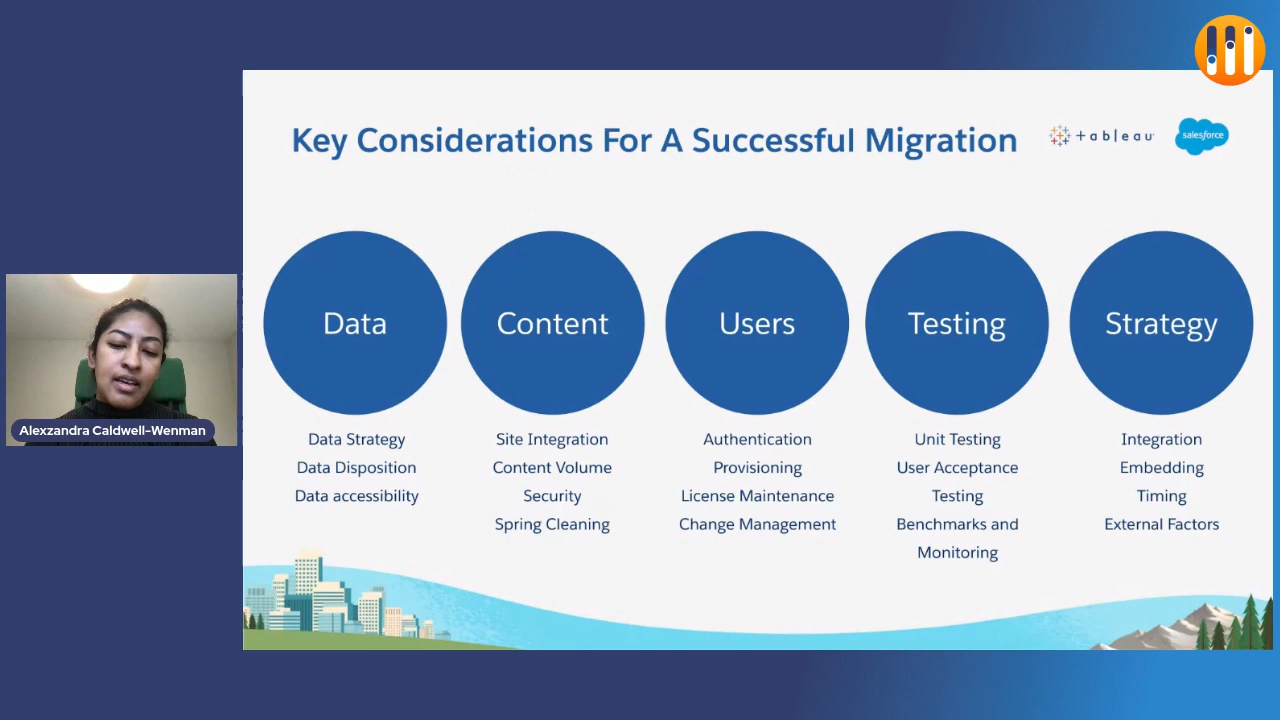 Key Considerations For A Successful Migration
+ableau
salesforce
Data
Content
Users
Testing
Strategy
Data Strategy
Data Disposition
Data accessibility
Site Integration
Content Volume
Security
Spring Cleaning
Authentication
Provisioning
License Maintenance
Change Management
Unit Testing
User Acceptance
Testing
Benchmarks and
Monitoring
Integration
Embedding
Timing
External Factors
Alexzandra Caldwell-Wenman